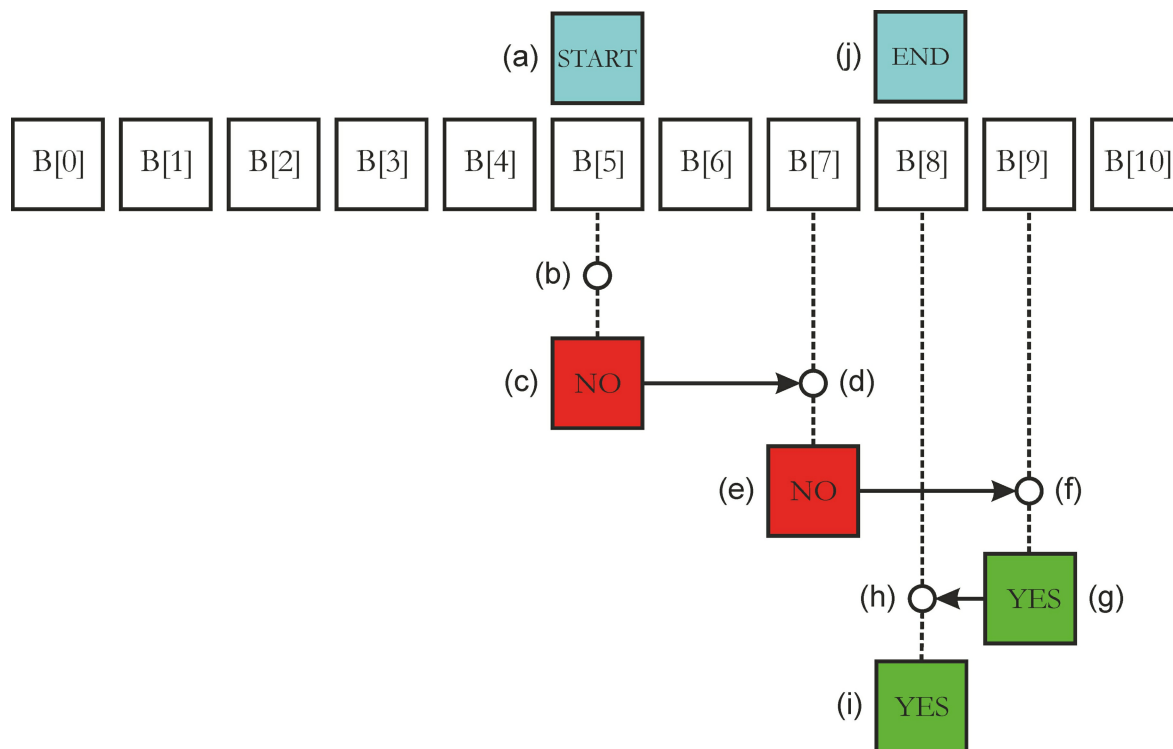 (a) START (j) END
B[0] B[1] B[2] B[3] B[4] B[5] B[6] B[7] B[8] B[9] B[10]
(b)
(c) NO (d)
(e) NO (f)
(h) YES (g)
(i) YES